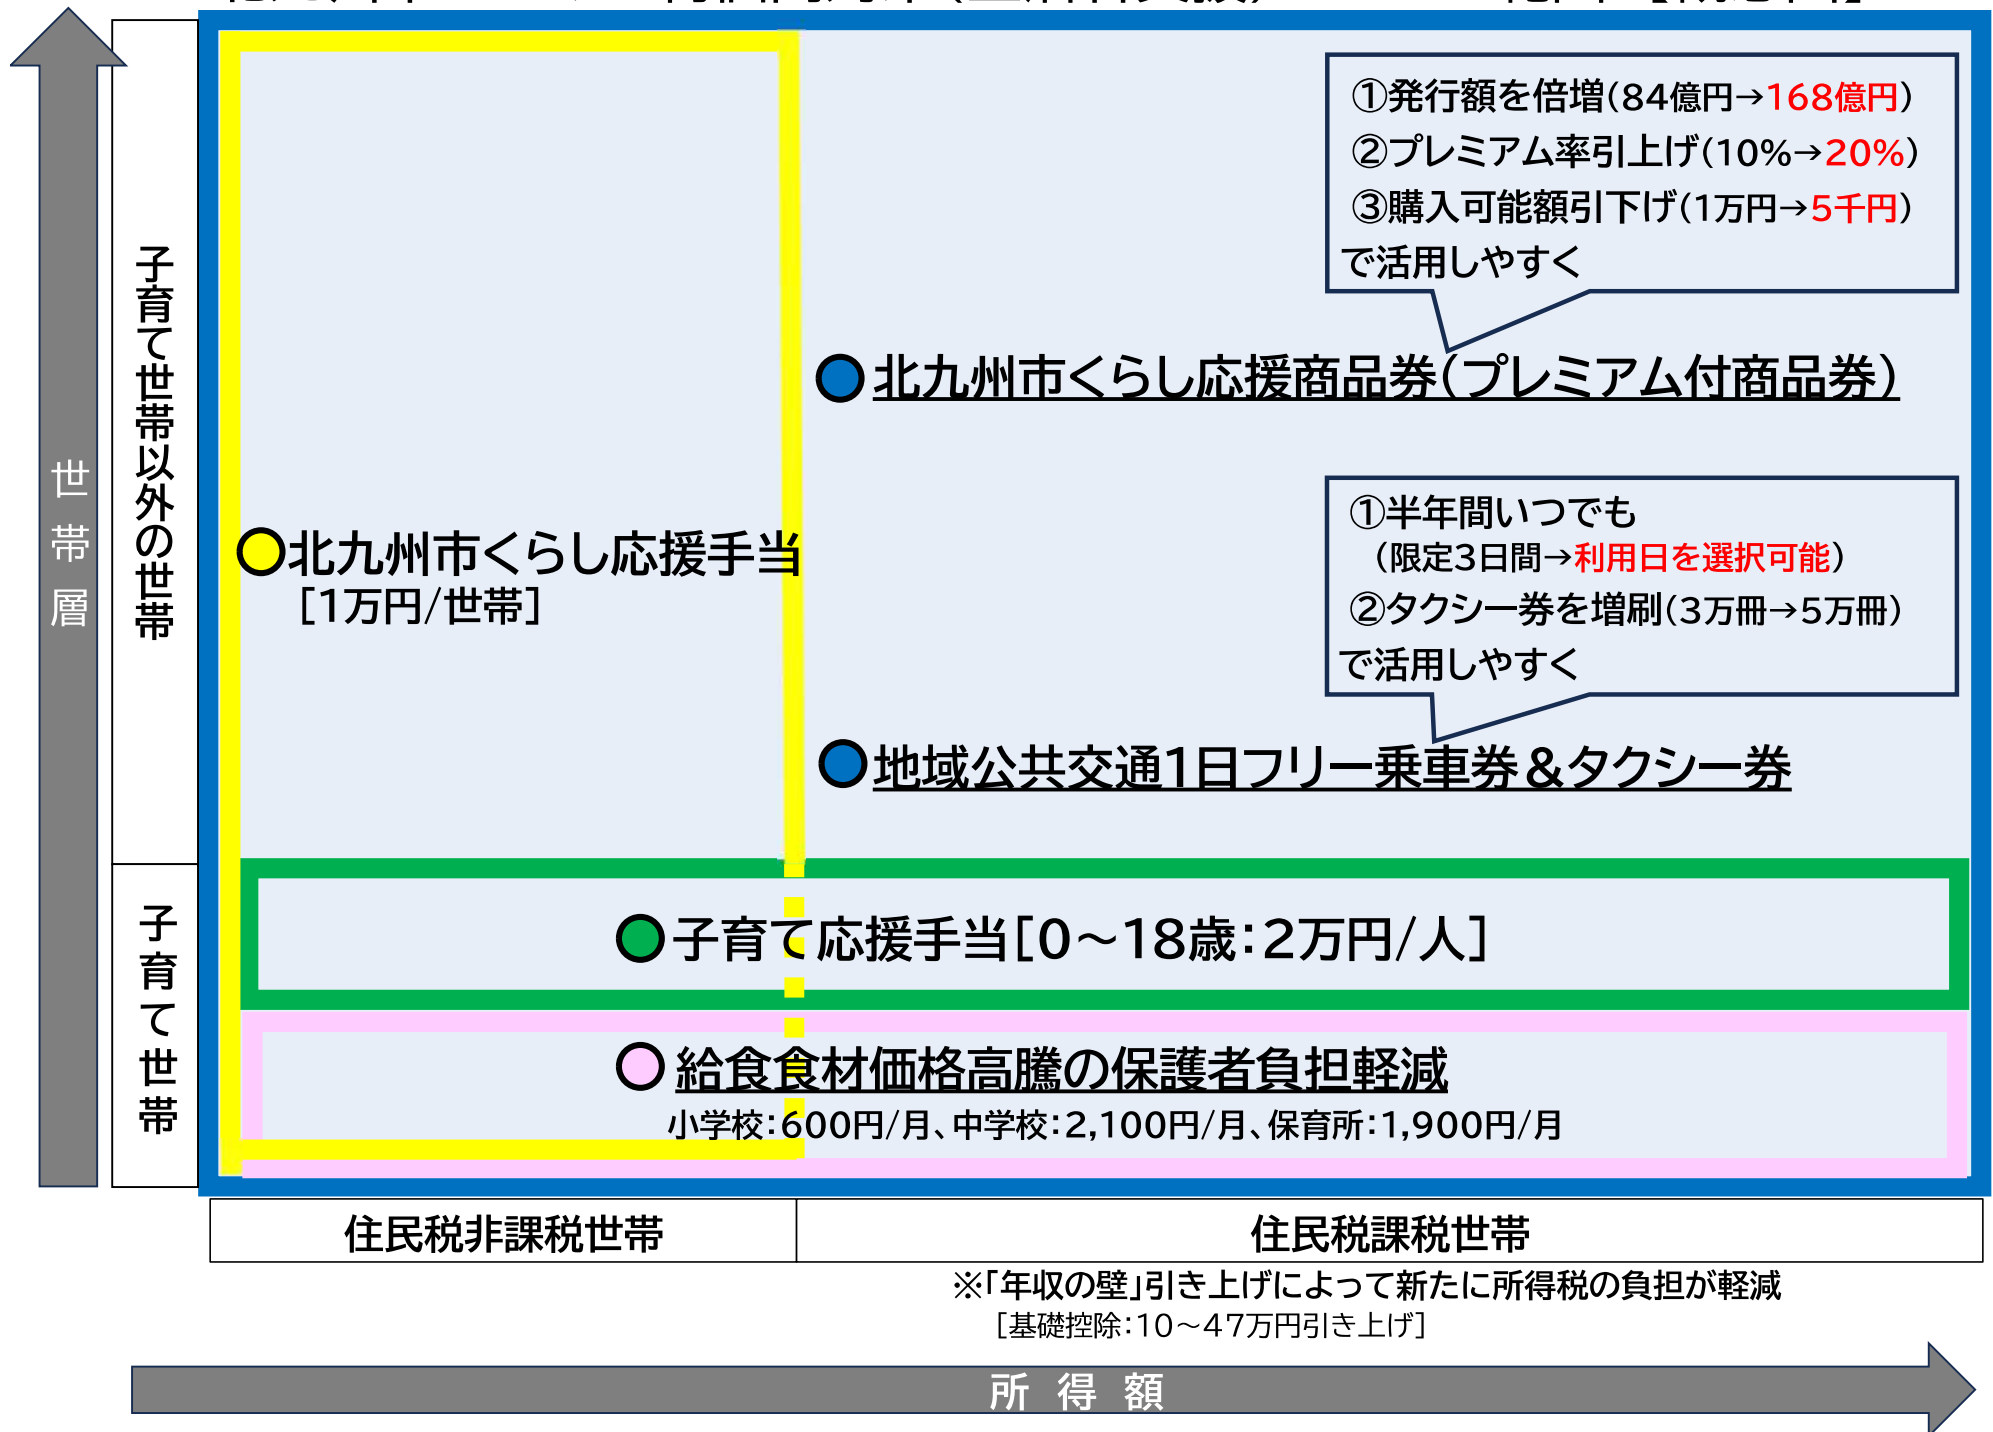 ①発行額を倍増(84億円→168億円)
②プレミアム率引上げ(10%→20%)
③購入可能額引下げ(1万円→5千円)
で活用しやすく
●北九州市くらし応援商品券(プレミアム付商品券)
①半年間いつでも
(限定3日間→利用日を選択可能)
②タクシー券を増刷(3万冊→5万冊)
で活用しやすく
●地域公共交通1日フリー乗車券&タクシー券
●北九州市くらし応援手当
[1万円/世帯]
●子育て応援手当[0～18歳:2万円/人]
●給食食材価格高騰の保護者負担軽減
小学校:600円/月、中学校:2,100円/月、保育所:1,900円/月
世帯層
子育て世帯以外の世帯
子育て世帯
住民税非課税世帯
住民税課税世帯
※「年収の壁」引き上げによって新たに所得税の負担が軽減
[基礎控除:10～47万円引き上げ]
所得額